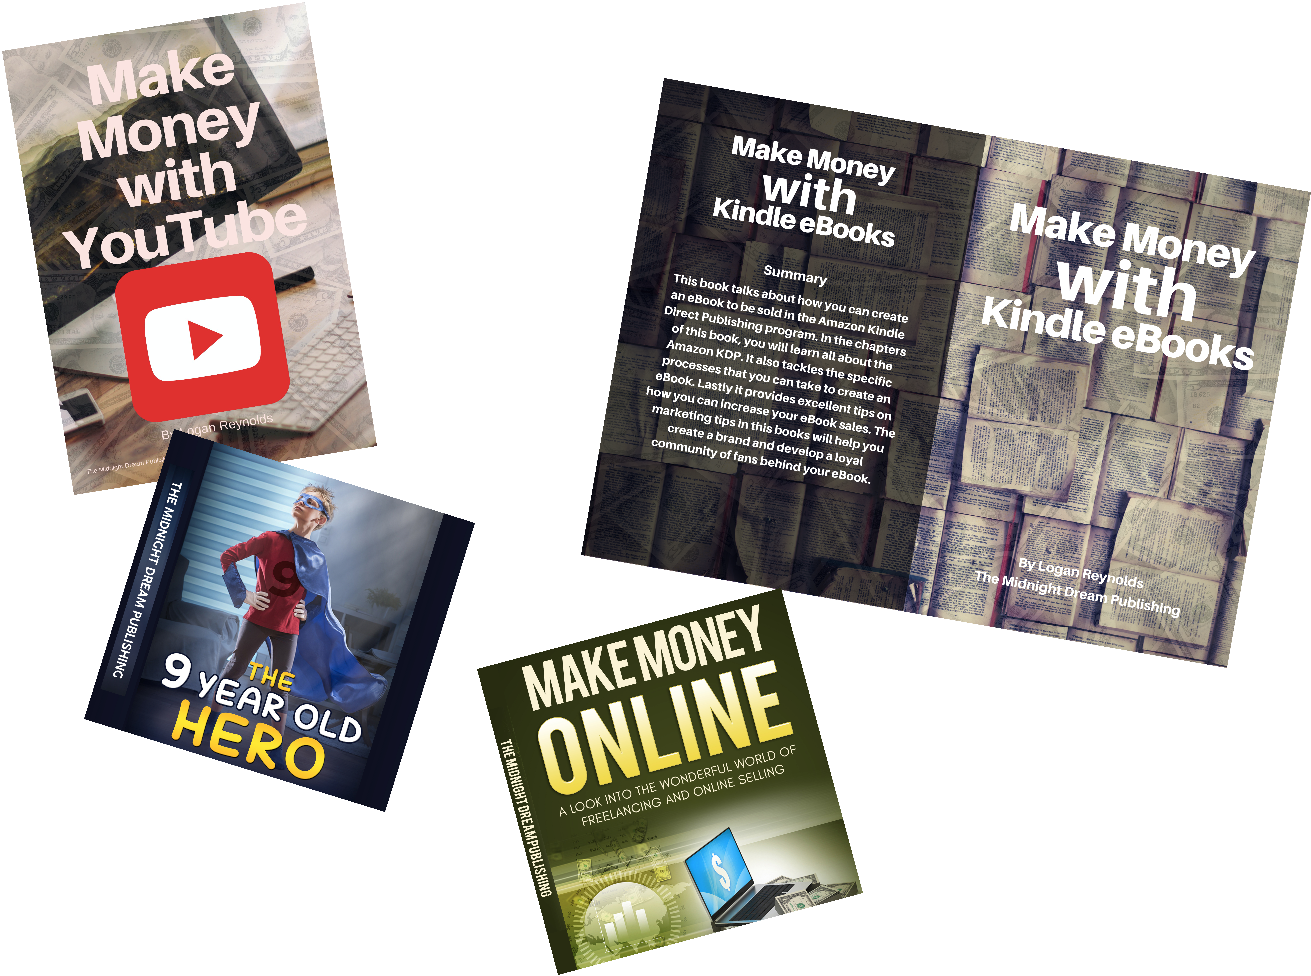 Make
Money
with
YouTube
By Logan Reynolds
The Midnight Dream
THE MIDNIGHT DREAM PUBLISHING
9
THE
9 YEAR OLD
HERO
Make Money
with
Kindle eBooks
Summary
This book talks about how you can create
an eBook to be sold in the Amazon Kindle
Direct Publishing program. In the chapters
of this book, you will learn all about the
Amazon KDP. It also tackles the specific
processes that you can take to create an
eBook. Lastly it provides excellent tips on
how you can increase your eBook sales. The
marketing tips in this books will help you
create a brand and develop a loyal
community of fans behind your eBook.
Make Money
with
Kindle eBooks
By Logan Reynolds
The Midnight Dream Publishing
MAKE MONEY
ONLINE
A LOOK INTO THE WONDERFUL WORLD OF
FREELANCING AND ONLINE SELLING
THE MIDNIGHT DREAM PUBLISHING
$